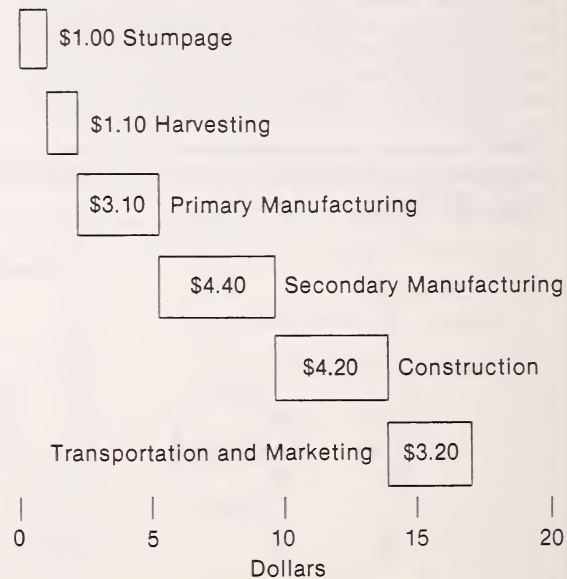 $1.00 Stumpage
$1.10 Harvesting
$3.10 Primary Manufacturing
$4.40 Secondary Manufacturing
$4.20 Construction
Transportation and Marketing $3.20
0 5 10 15 20
Dollars